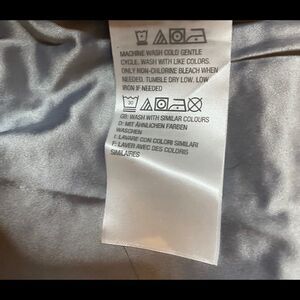 MACHINE WASH COLD GENTLE
CYCLE. WASH WITH LIKE COLORS.
ONLY NON-CHLORINE BLEACH WHEN
NEEDED. TUMBLE DRY LOW. LOW
IRON IF NEEDED
30
GB: WASH WITH SIMILAR COLOURS
D: MIT ÄHNLICHEN FARBEN
WASCHEN
I: LAVARE CON COLORI SIMILARI
F: LAVER AVEC DES COLORIS
SIMILAIRES